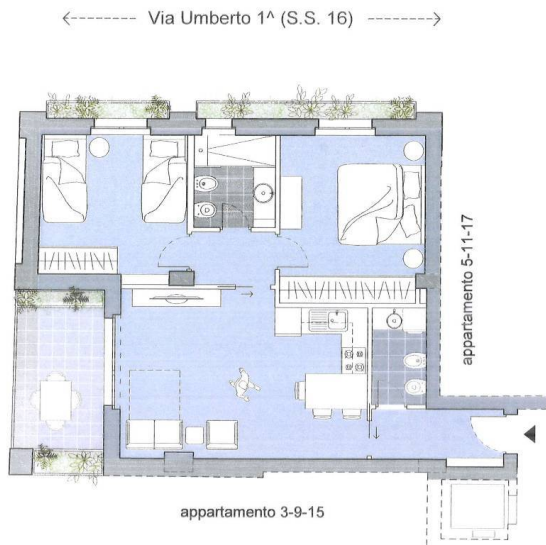 Via Umberto 1^ (S.S. 16)
appartamento 5-11-17
appartamento 3-9-15